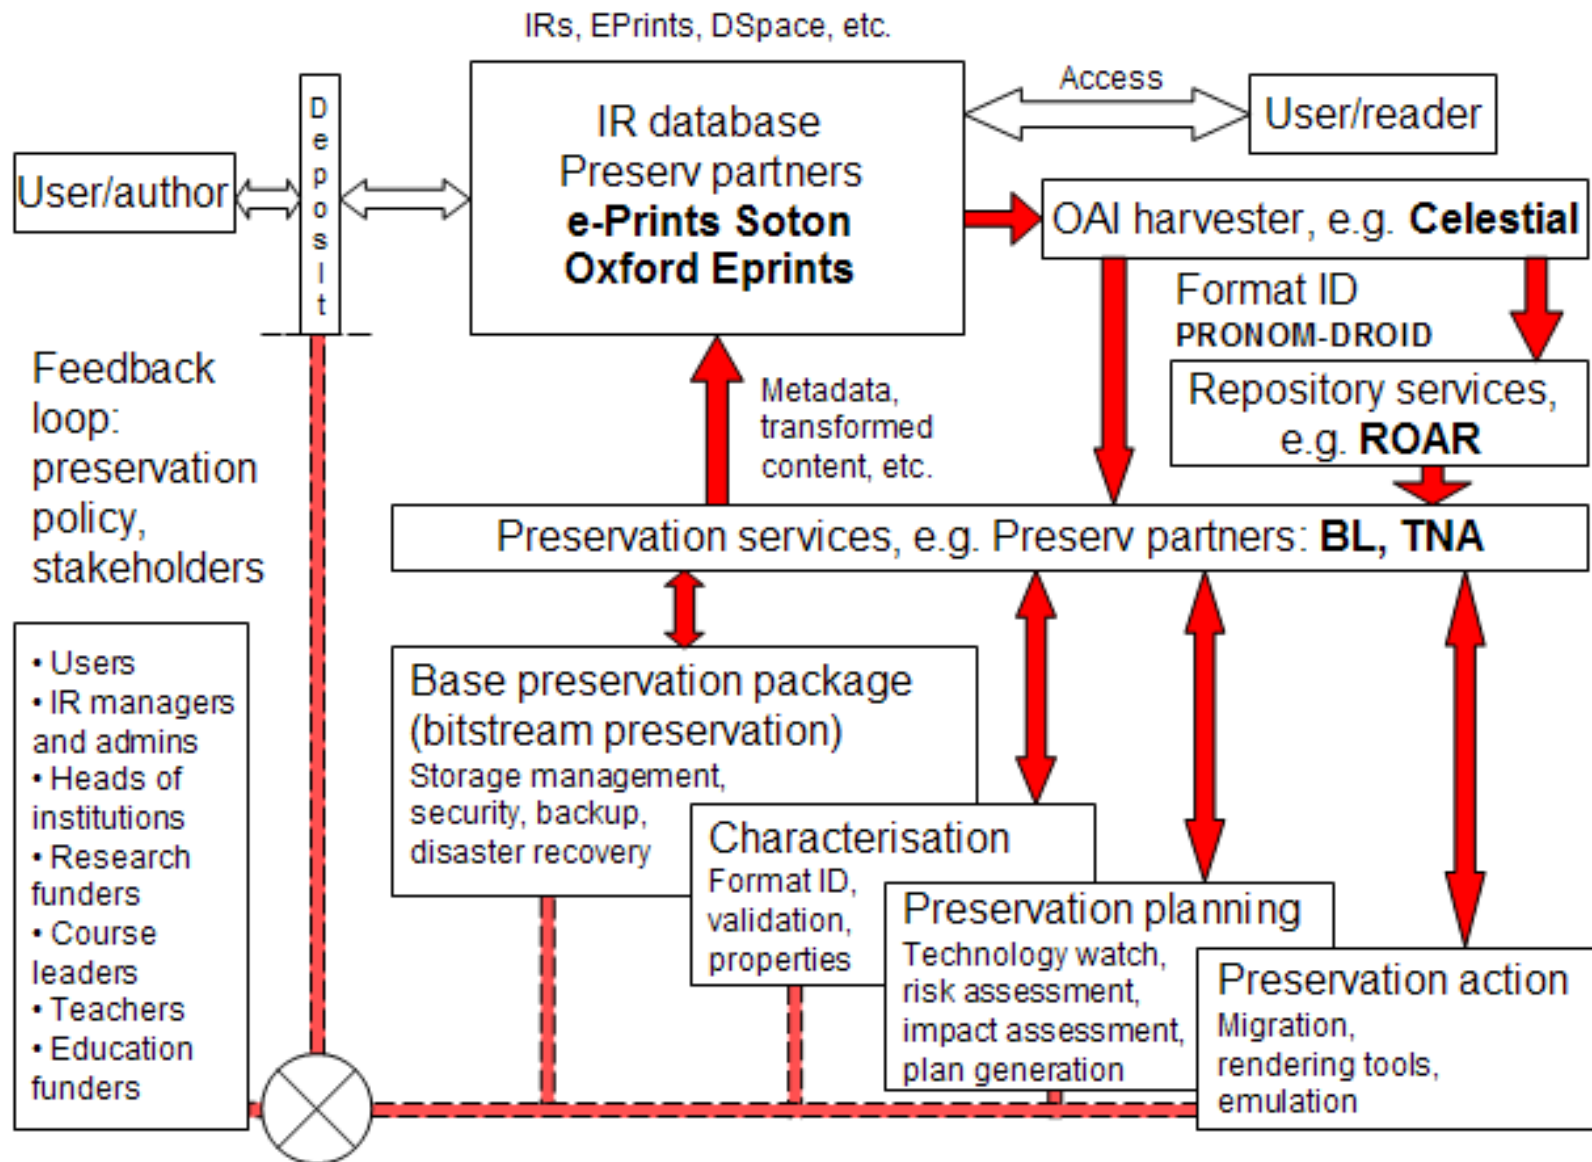 IRs, EPrints, DSpace, etc.
Deposit
IR database
Preserv partners
e-Prints Soton
Oxford Eprints
Access
User/reader
User/author
OAI harvester, e.g. Celestial
Format ID
PRONOM-DROID
Repository services,
e.g. ROAR
Metadata,
transformed
content, etc.
Feedback
loop:
preservation
policy,
stakeholders
Preservation services, e.g. Preserv partners: BL, TNA
• Users
• IR managers
and admins
• Heads of
institutions
• Research
funders
• Course
leaders
• Teachers
• Education
funders
Base preservation package
(bitstream preservation)
Storage management,
security, backup,
disaster recovery
Characterisation
Format ID,
validation,
properties
Preservation planning
Technology watch,
risk assessment,
impact assessment,
plan generation
Preservation action
Migration,
rendering tools,
emulation